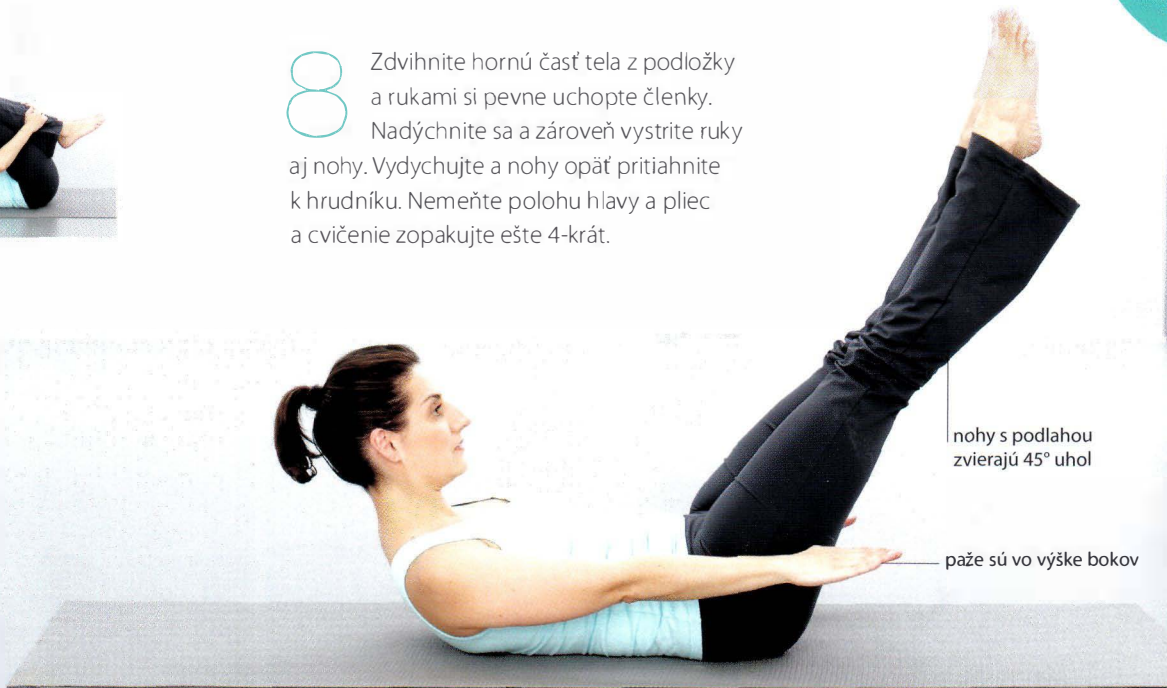 8 Zdvihnite hornú časť tela z podložky
a rukami si pevne uchopte členky.
Nadýchnite sa a zároveň vystrite ruky
aj nohy. Vydychujte a nohy opäť pritiahnite
k hrudníku. Nemeňte polohu hlavy a pliec
a cvičenie zopakujte ešte 4-krát.
nohy s podlahou
zvierajú 45° uhol
paže sú vo výške bokov